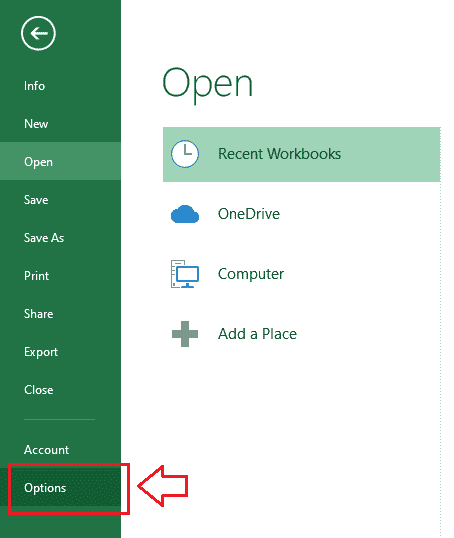 Info
New
Open
Save
Save As
Print
Share
Export
Close
Account
Options
Open
Recent Workbooks
OneDrive
Computer
Add a Place